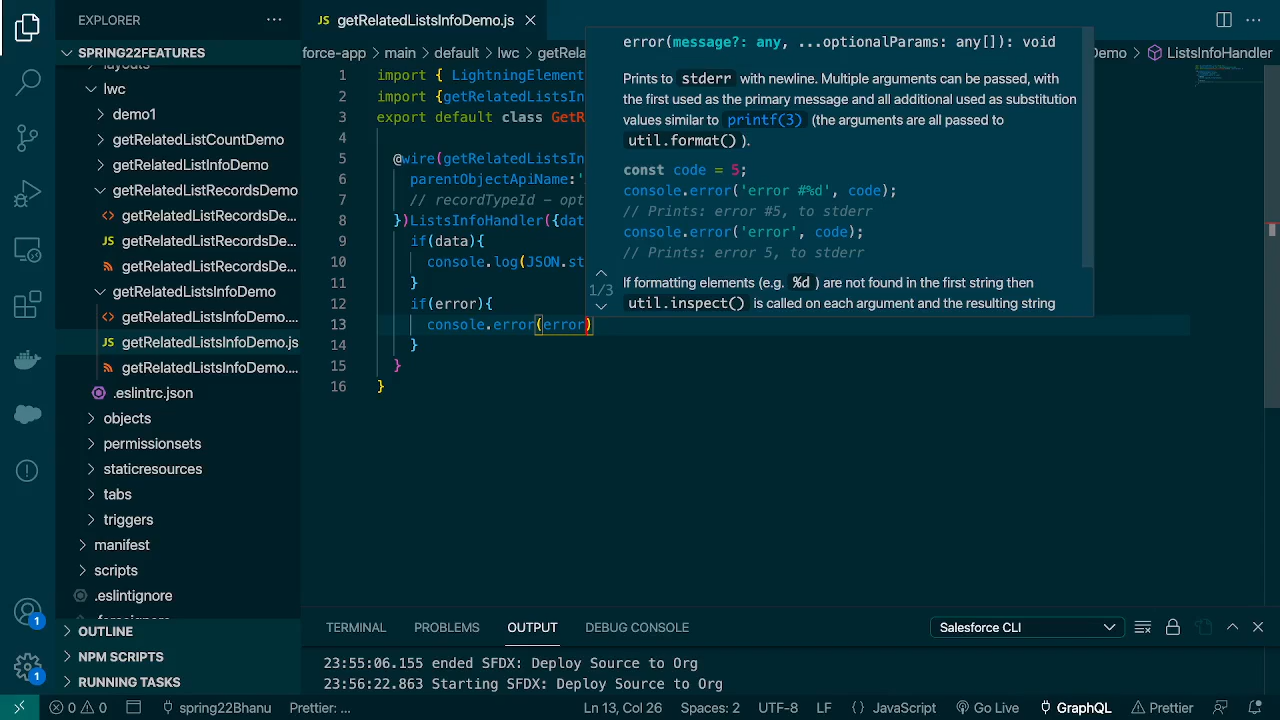 EXPLORER
JS getRelatedListsInfoDemo.js
SPRING22FEATURES
lwc
demo1
getRelatedListCountDemo
getRelatedListInfoDemo
getRelatedListRecordsDemo
<> getRelatedListRecordsDe...
JS getRelatedListRecordsDe...
getRelatedListRecordsDe...
getRelatedListsInfoDemo
<> getRelatedListsInfoDemo....
JS getRelatedListsInfoDemo.js
getRelatedListsInfoDemo....
.eslintrc.json
objects
permissionsets
staticresources
tabs
triggers
manifest
scripts
.eslintignore
OUTLINE
NPM SCRIPTS
RUNNING TASKS
1
1
force-app > main > default > lwc > getRela
Demo > ListsInfoHandler
1 import { LightningElement
2 import {getRelatedListsIn
3 export default class GetR
4
5 @wire(getRelatedListsIn
6 parentObjectApiName:'
7 // recordTypeId - opt
8 })ListsInfoHandler({dat
9 if(data){
10 console.log(JSON.st
11 }
12 if(error){
13 console.error(error)
14 }
15 }
16 }
error(message?: any, ...optionalParams: any[]): void
Prints to stderr with newline. Multiple arguments can be passed, with
the first used as the primary message and all additional used as substitution
values similar to printf(3) (the arguments are all passed to
util.format() ).
const code = 5;
console.error('error #%d', code);
// Prints: error #5, to stderr
console.error('error', code);
// Prints: error 5, to stderr
1/3
If formatting elements (e.g. %d ) are not found in the first string then
util.inspect() is called on each argument and the resulting string
TERMINAL PROBLEMS OUTPUT DEBUG CONSOLE
Salesforce CLI
23:55:06.155 ended SFDX: Deploy Source to Org
23:56:22.863 Starting SFDX: Deploy Source to Org
0 0 spring22Bhanu Prettier: ... Ln 13, Col 26 Spaces: 2 UTF-8 LF {} JavaScript Go Live GraphQL Prettier